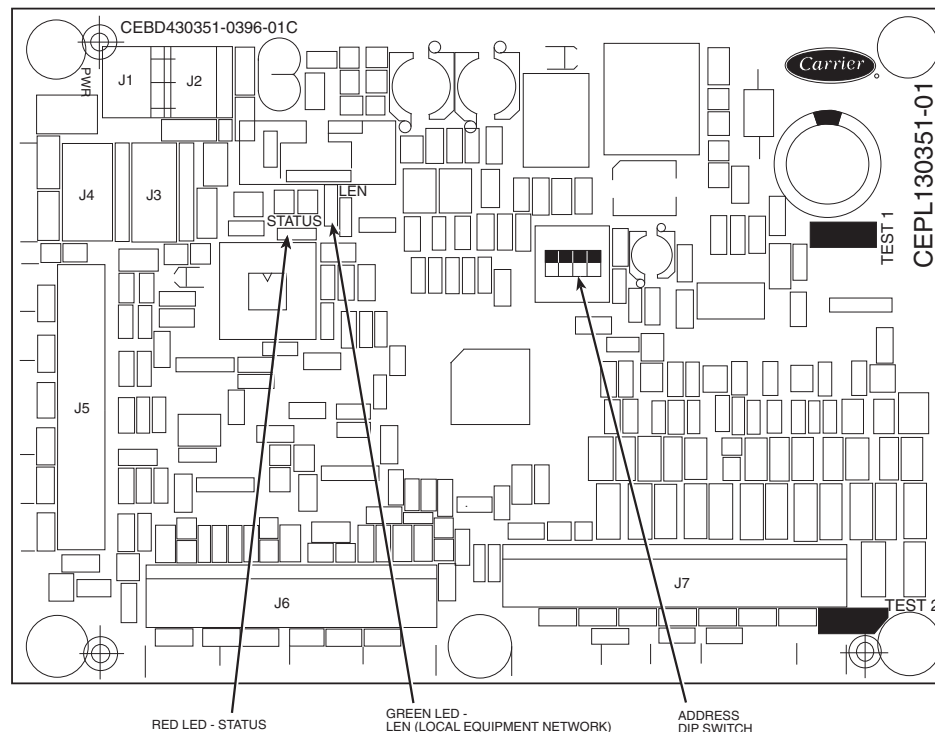 CEBD430351-0396-01C
PWR
J1
J2
Carrier
CEPL130351-01
J4
J3
LEN
STATUS
TEST 1
J5
J6
J7
TEST 2
RED LED - STATUS
GREEN LED -
LEN (LOCAL EQUIPMENT NETWORK)
ADDRESS
DIP SWITCH